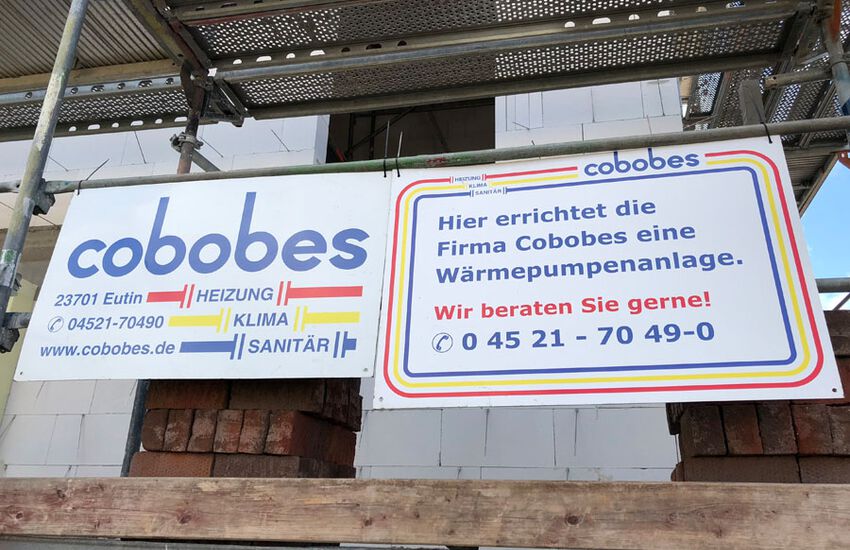 cobobes
23701 Eutin HEIZUNG
✆ 04521-70490 KLIMA
www.cobobes.de SANITÄR
HEIZUNG
KLIMA
SANITÄR
cobobes
Hier errichtet die
Firma Cobobes eine
Wärmepumpenanlage.
Wir beraten Sie gerne!
✆ 0 45 21 - 70 49-0